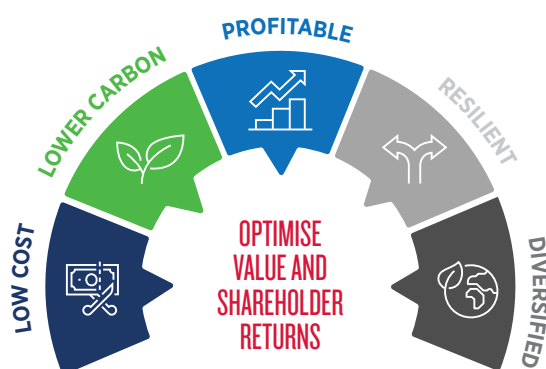 LOW COST
LOWER CARBON
PROFITABLE
RESILIENT
DIVERSIFIED
OPTIMISE
VALUE AND
SHAREHOLDER
RETURNS